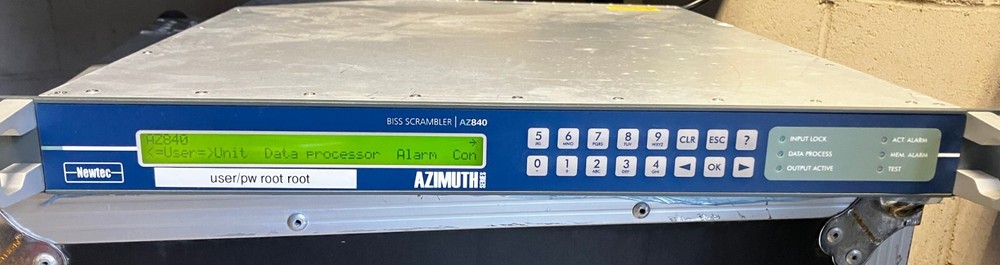 BISS SCRAMBLER | AZ840
AZ840 →
<=User=>Unit Data processor Alarm Con
Newtec
user/pw root root
AZIMUTH SERIES
5 JKL 6 MNO 7 PQRS 8 TUV 9 WXYZ CLR ESC ?
0 1 2 ABC 3 DEF 4 GHI ◄ OK ►
INPUT LOCK ACT. ALARM
DATA PROCESS MEM. ALARM
OUTPUT ACTIVE TEST